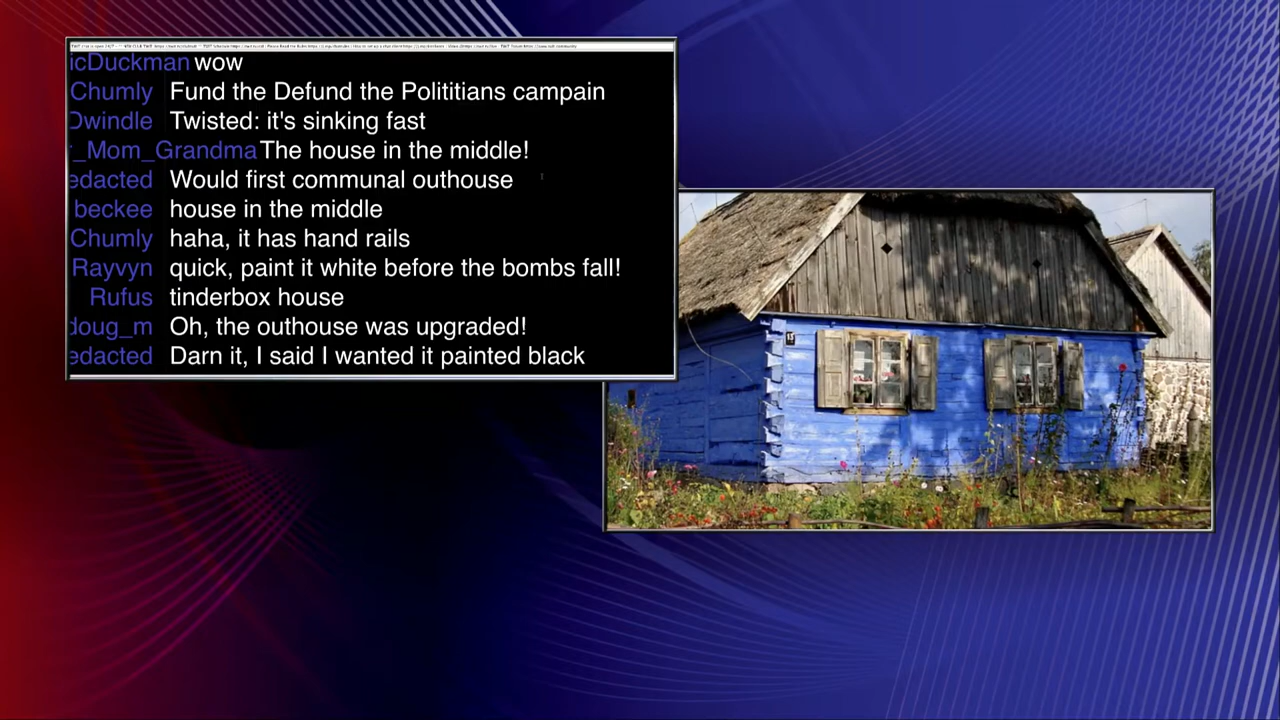 icDuckman wow
Chumly Fund the Defund the Polititians campain
Dwindle Twisted: it's sinking fast
_Mom_Grandma The house in the middle!
edacted Would first communal outhouse
beckee house in the middle
Chumly haha, it has hand rails
Rayvyn quick, paint it white before the bombs fall!
Rufus tinderbox house
doug_m Oh, the outhouse was upgraded!
edacted Darn it, I said I wanted it painted black